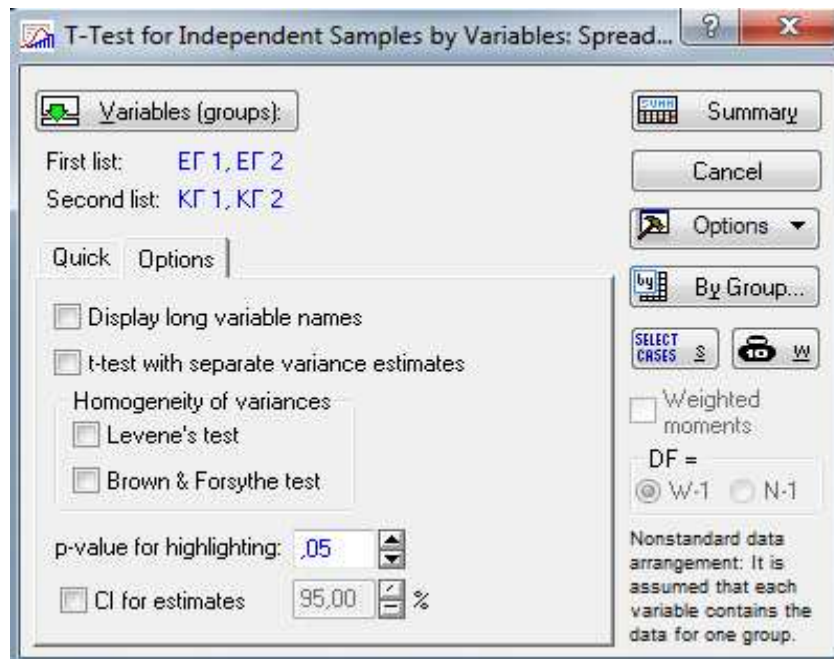 T-Test for Independent Samples by Variables: Spread...
Variables (groups):
First list: ЕГ 1, ЕГ 2
Second list: КГ 1, КГ 2
Quick Options
Display long variable names
t-test with separate variance estimates
Homogeneity of variances
Levene's test
Brown & Forsythe test
p-value for highlighting: ,05
CI for estimates 95,00 %
SUMM Summary
Cancel
Options
by By Group...
SELECT CASES S
W
Weighted
moments
DF =
W-1 N-1
Nonstandard data
arrangement: It is
assumed that each
variable contains the
data for one group.